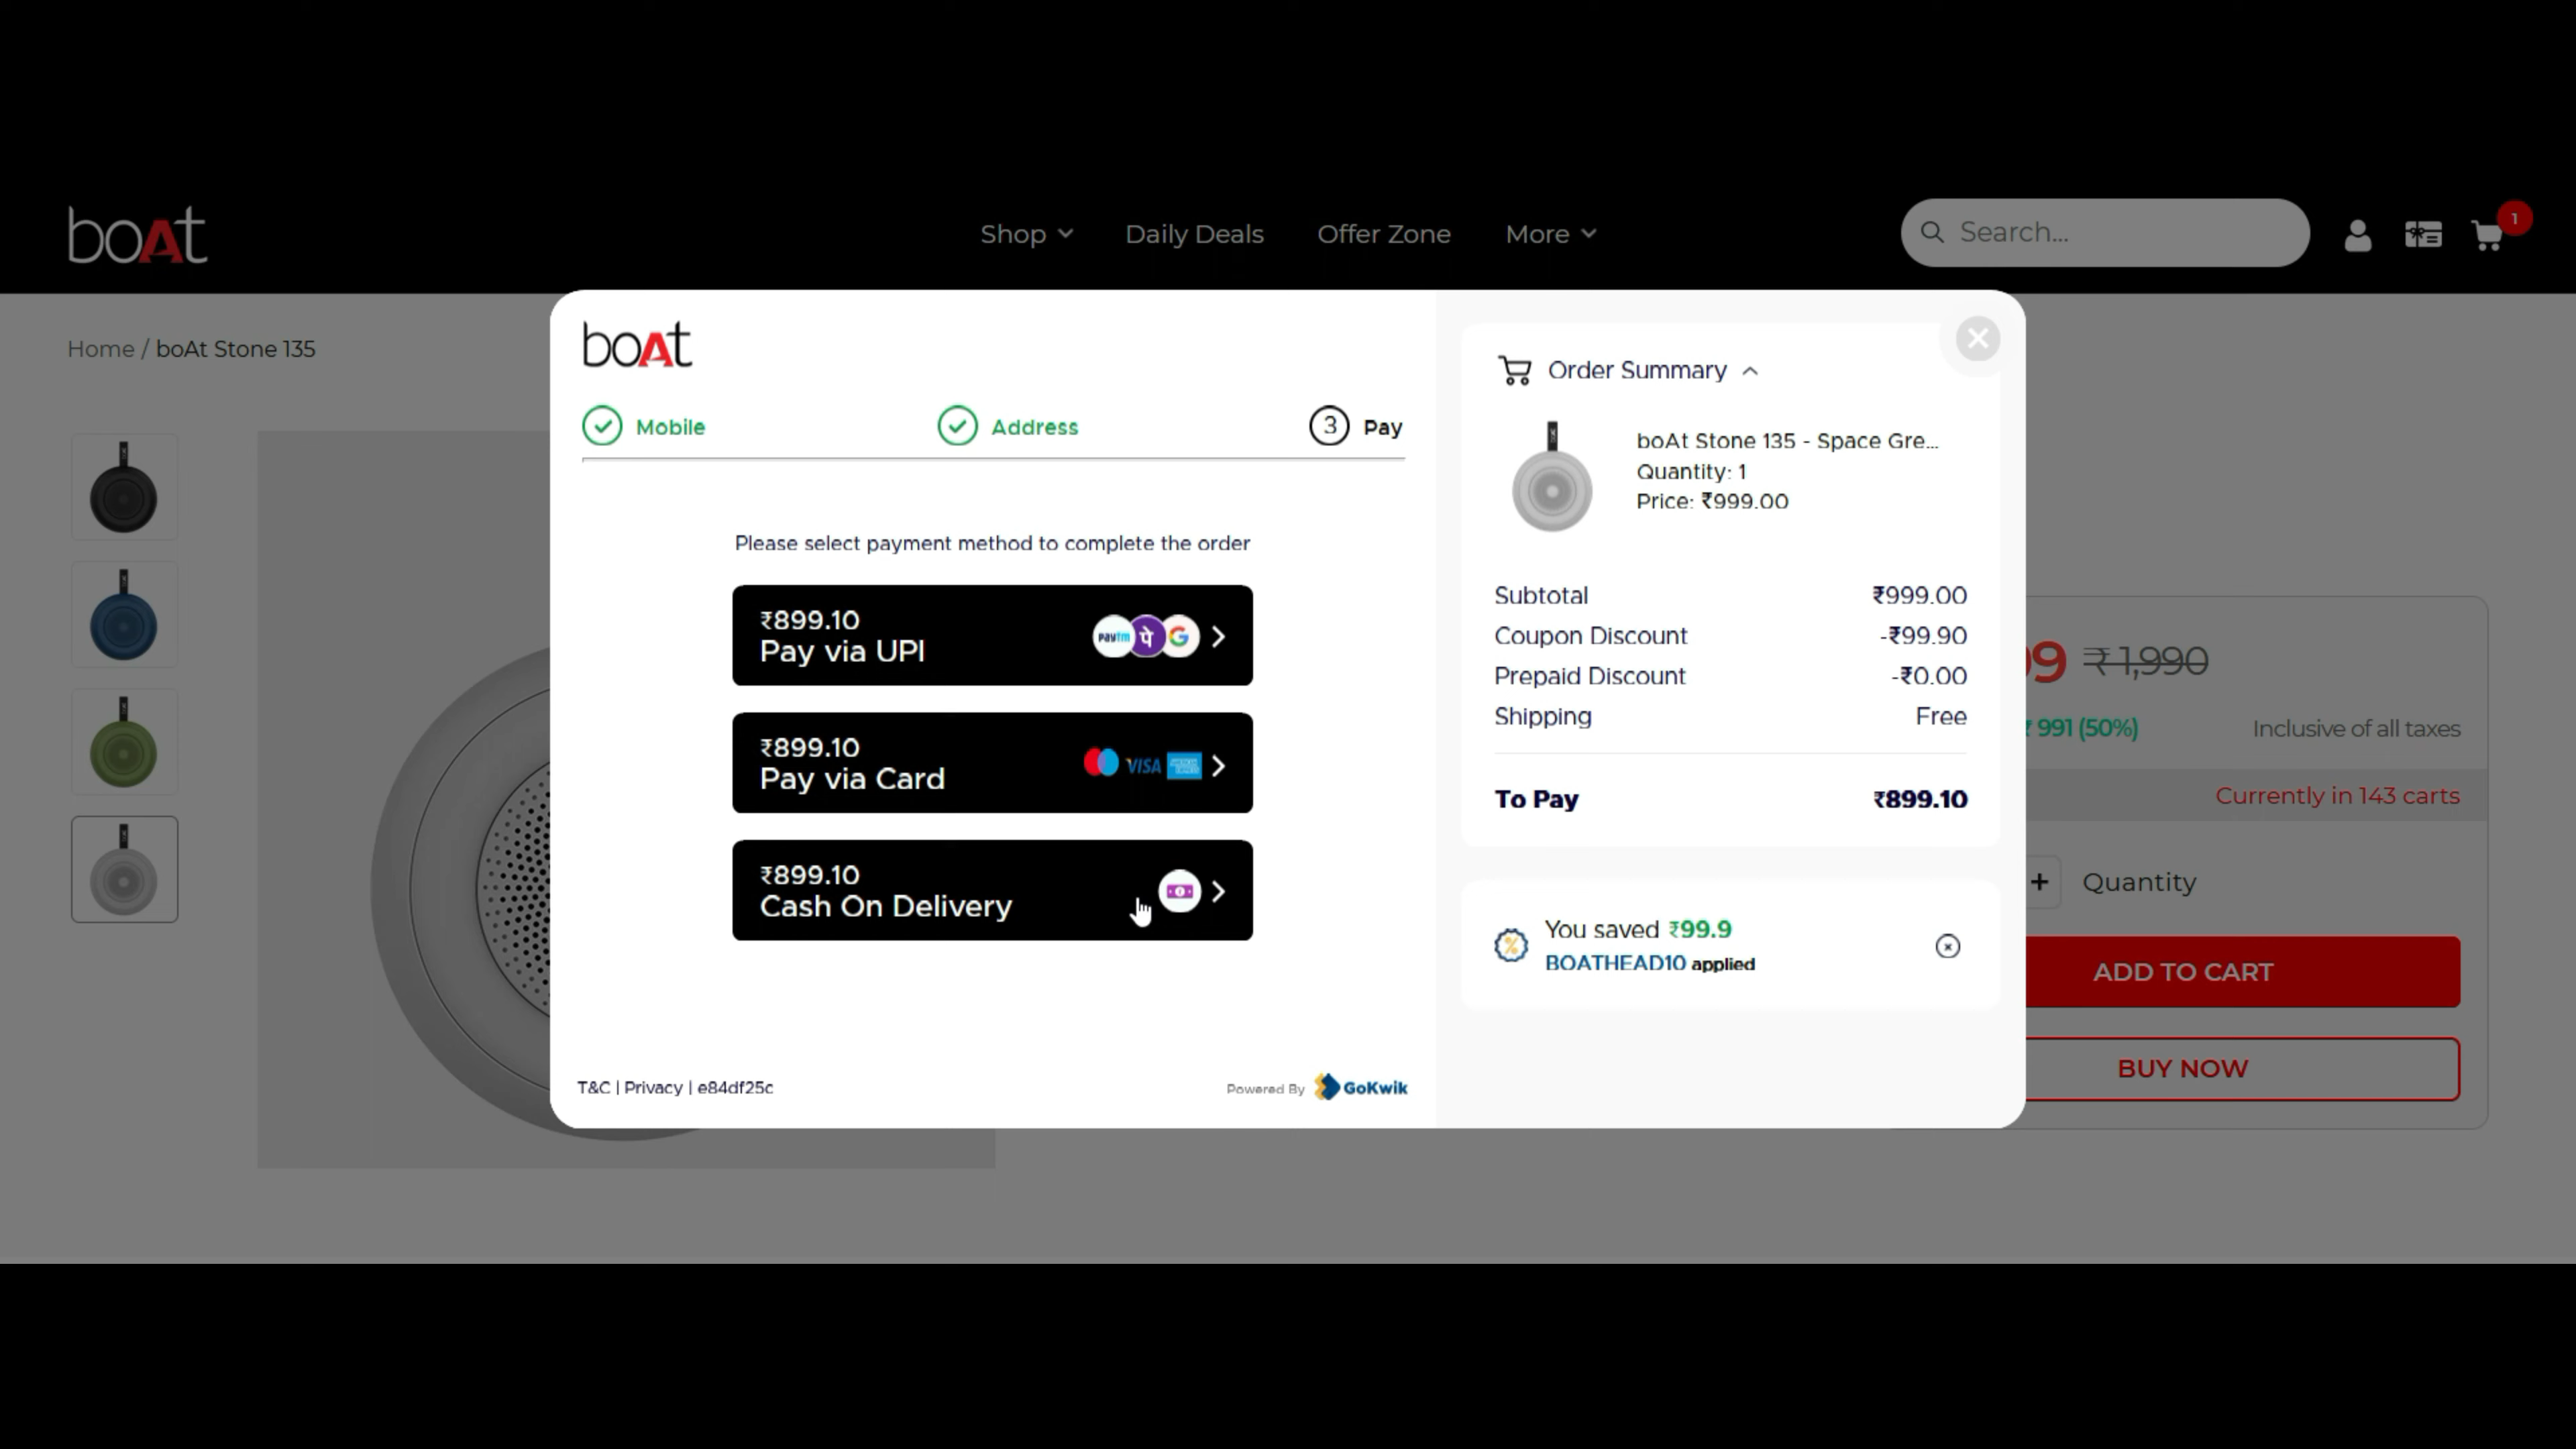 boAt
Shop
Daily Deals
Offer Zone
More
Search...
1
Home / boAt Stone 135
boAt
Mobile
Address
3 Pay
Please select payment method to complete the order
₹899.10
Pay via UPI
Paytm पे G
₹899.10
Pay via Card
VISA
₹899.10
Cash On Delivery
T&C | Privacy | e84df25c
Powered By GoKwik
Order Summary
boAt Stone 135 - Space Gre...
Quantity: 1
Price: ₹999.00
Subtotal ₹999.00
Coupon Discount -₹99.90
Prepaid Discount -₹0.00
Shipping Free
To Pay ₹899.10
You saved ₹99.9
BOATHEAD10 applied
₹ 1,990
₹ 991 (50%) Inclusive of all taxes
Currently in 143 carts
+ Quantity
ADD TO CART
BUY NOW